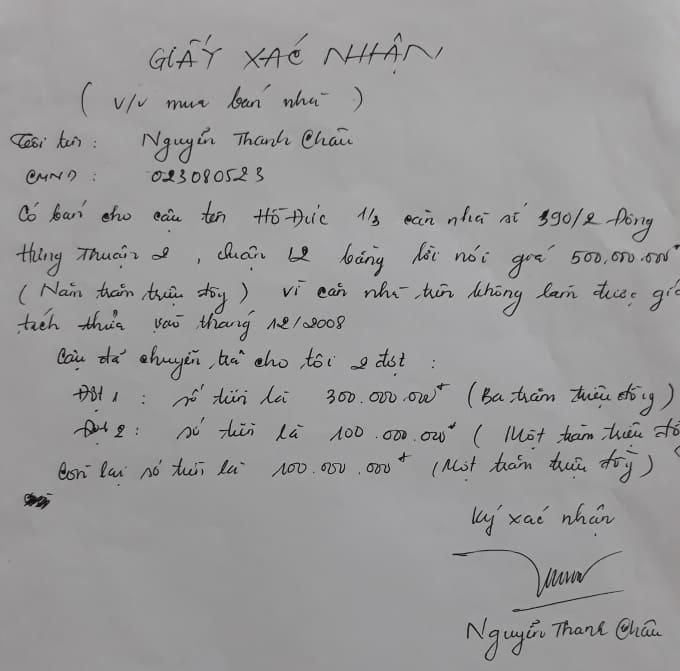 GIẤY XÁC NHẬN
( v/v mua bán nhà )
Tôi tên : Nguyễn Thanh Châu
CMND : 023080523
Có bán cho cậu tên Hồ Đức 1/3 căn nhà số 390/2 Đông
Hưng Thuận 2 , Quận 12 bằng lời nói giá 500,000.000đ
( Năm trăm triệu đồng ) vì căn nhà trên không làm được giấ
tách thửa vào tháng 12/2008
Cậu đã chuyển trả cho tôi 2 đợt :
Đợt 1 : số tiền là 300.000.000đ (Ba trăm triệu đồng)
Đợt 2 : số tiền là 100.000.000đ ( Một trăm triệu đồ
Còn lại số tiền là 100.000.000đ (Một trăm triệu đồng)
Ký xác nhận
Nguyễn Thanh Châu